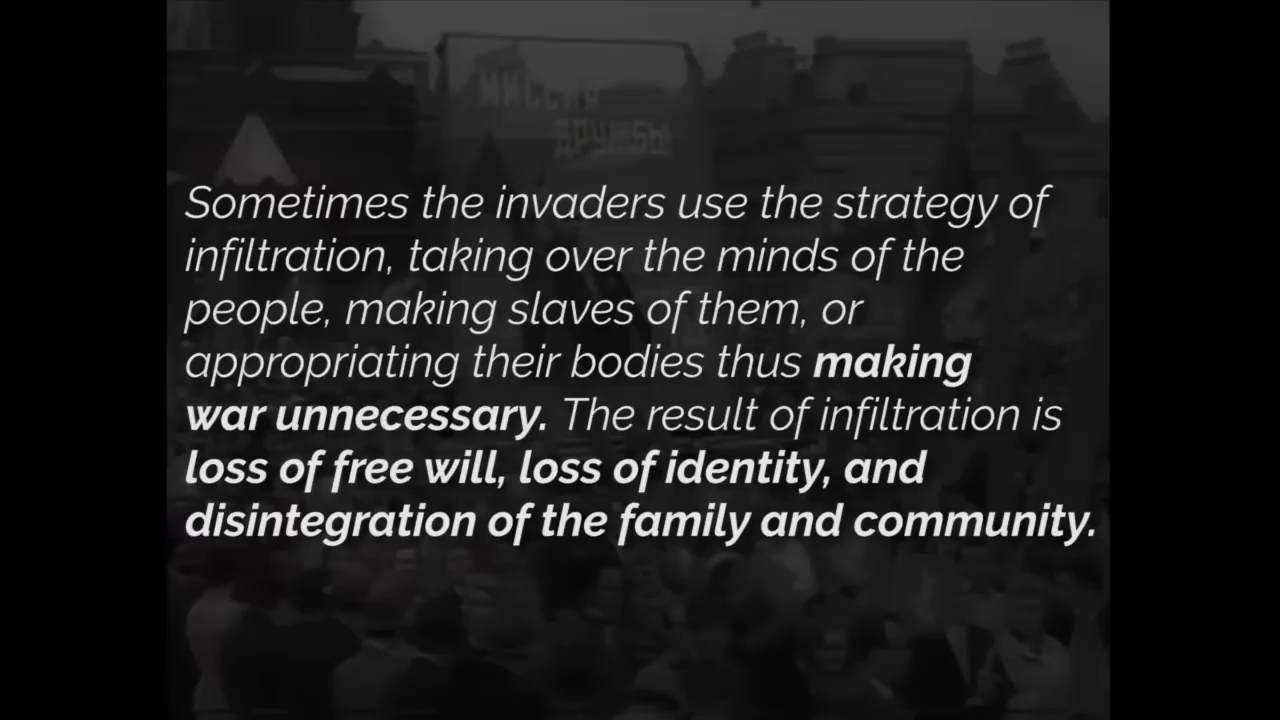 МИССИЯ
ДРУЖБЫ
Sometimes the invaders use the strategy of
infiltration, taking over the minds of the
people, making slaves of them, or
appropriating their bodies thus making
war unnecessary. The result of infiltration is
loss of free will, loss of identity, and
disintegration of the family and community.